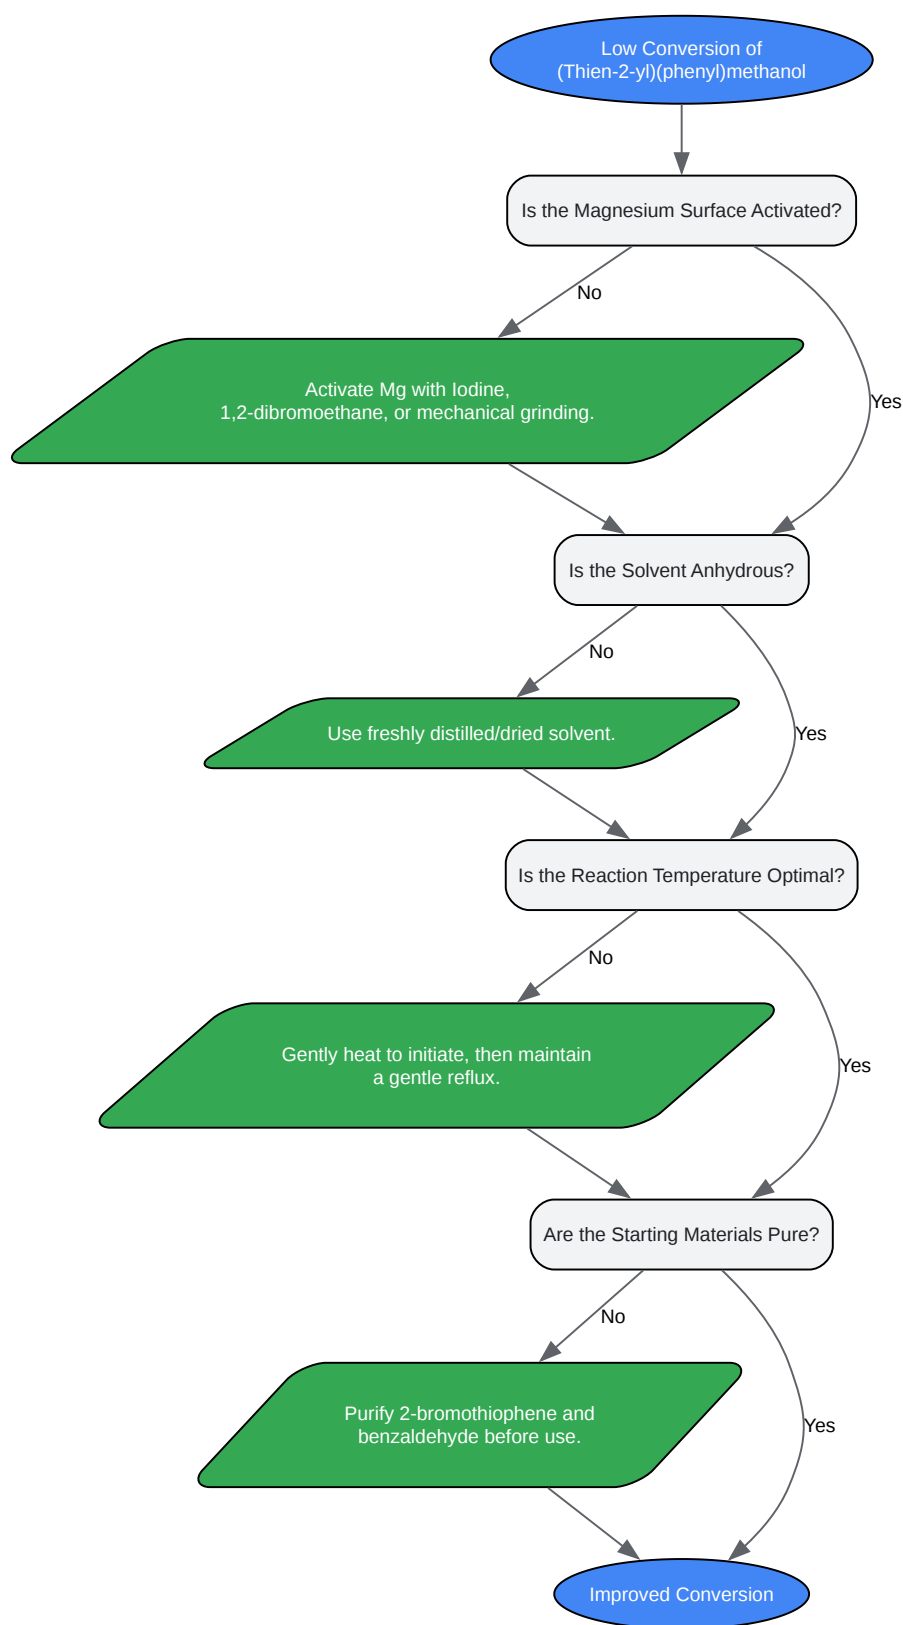 Low Conversion of
(Thien-2-yl)(phenyl)methanol
Is the Magnesium Surface Activated?
No
Activate Mg with Iodine,
1,2-dibromoethane, or mechanical grinding.
Yes
Is the Solvent Anhydrous?
No
Use freshly distilled/dried solvent.
Yes
Is the Reaction Temperature Optimal?
No
Gently heat to initiate, then maintain
a gentle reflux.
Yes
Are the Starting Materials Pure?
No
Purify 2-bromothiophene and
benzaldehyde before use.
Yes
Improved Conversion